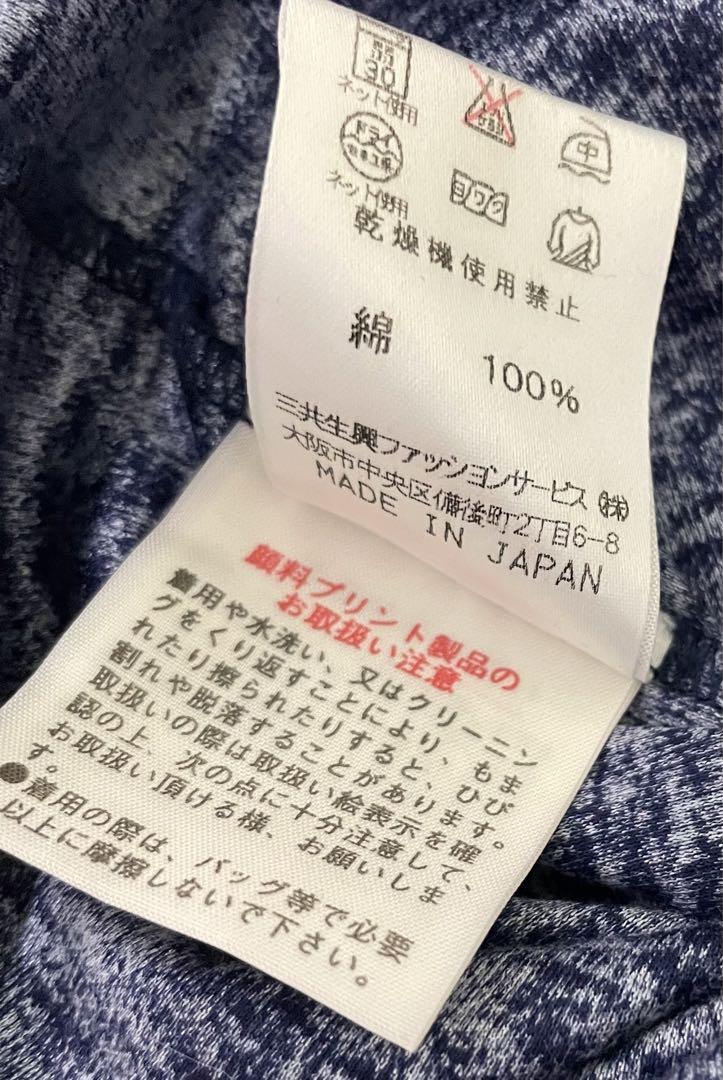 30
ネット使用
中
ドライ
ネット使用
ヨワク
乾燥機使用禁止
綿 100%
三共生興ファッションサービス(株)
大阪市中央区備後町2丁目6-8
MADE IN JAPAN
顔料プリント製品の
お取扱い注意
着用や水洗い、又はクリーニン
グをくり返すことにより、もま
れたり擦られたりすると、ひび
割れや脱落することがあります。
取扱いの際は取扱い絵表示を確
認の上、次の点に十分注意して、
お取扱い頂ける様、お願いしま
す。
●着用の際は、バッグ等で必要
以上に摩擦しないで下さい。